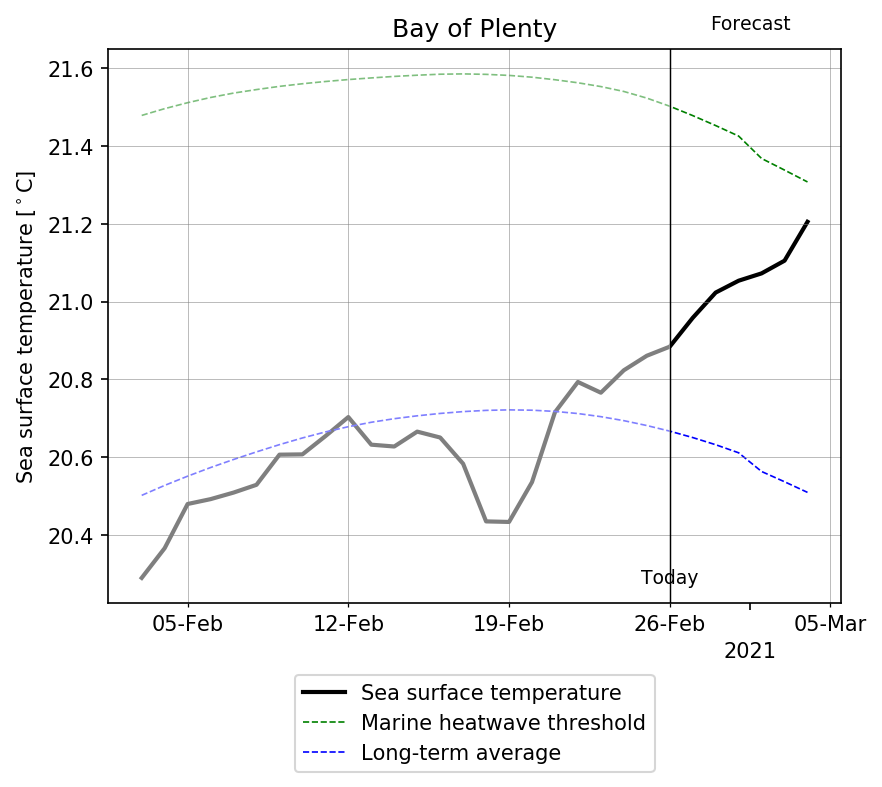 Forecast
Bay of Plenty
21.6
21.4
21.2
21.0
20.8
20.6
20.4
Sea surface temperature [°C]
Today
05-Feb 12-Feb 19-Feb 26-Feb 05-Mar
2021
Sea surface temperature
Marine heatwave threshold
Long-term average